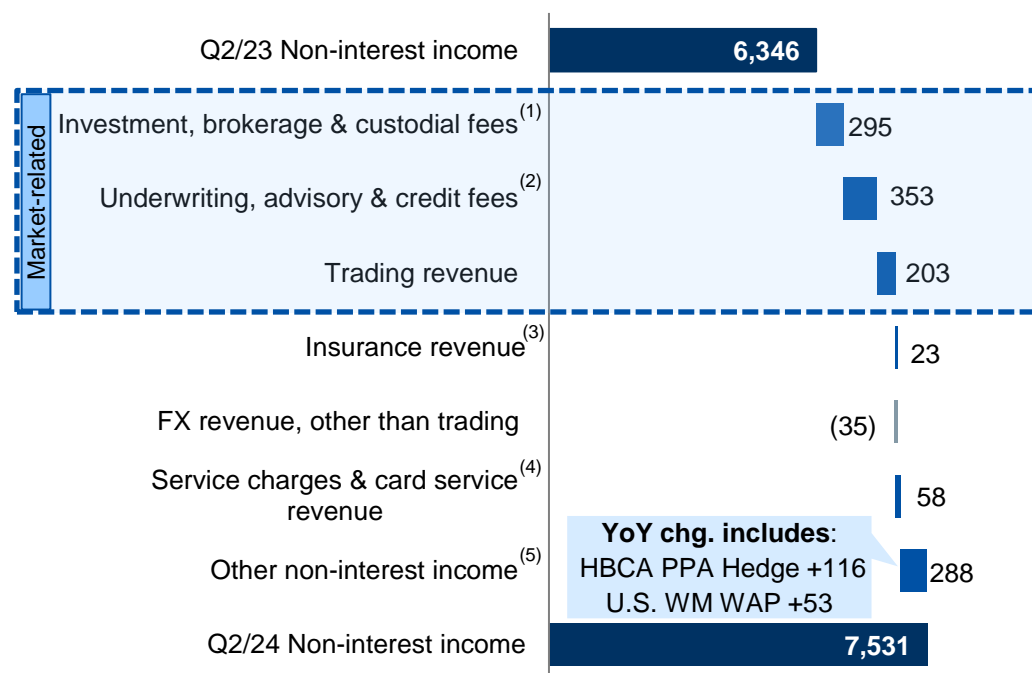 Q2/23 Non-interest income 6,346
Market-related
Investment, brokerage & custodial fees(1) 295
Underwriting, advisory & credit fees(2) 353
Trading revenue 203
Insurance revenue(3) 23
FX revenue, other than trading (35)
Service charges & card service(4)
revenue
58
YoY chg. includes:
HBCA PPA Hedge +116
U.S. WM WAP +53
Other non-interest income(5) 288
Q2/24 Non-interest income 7,531